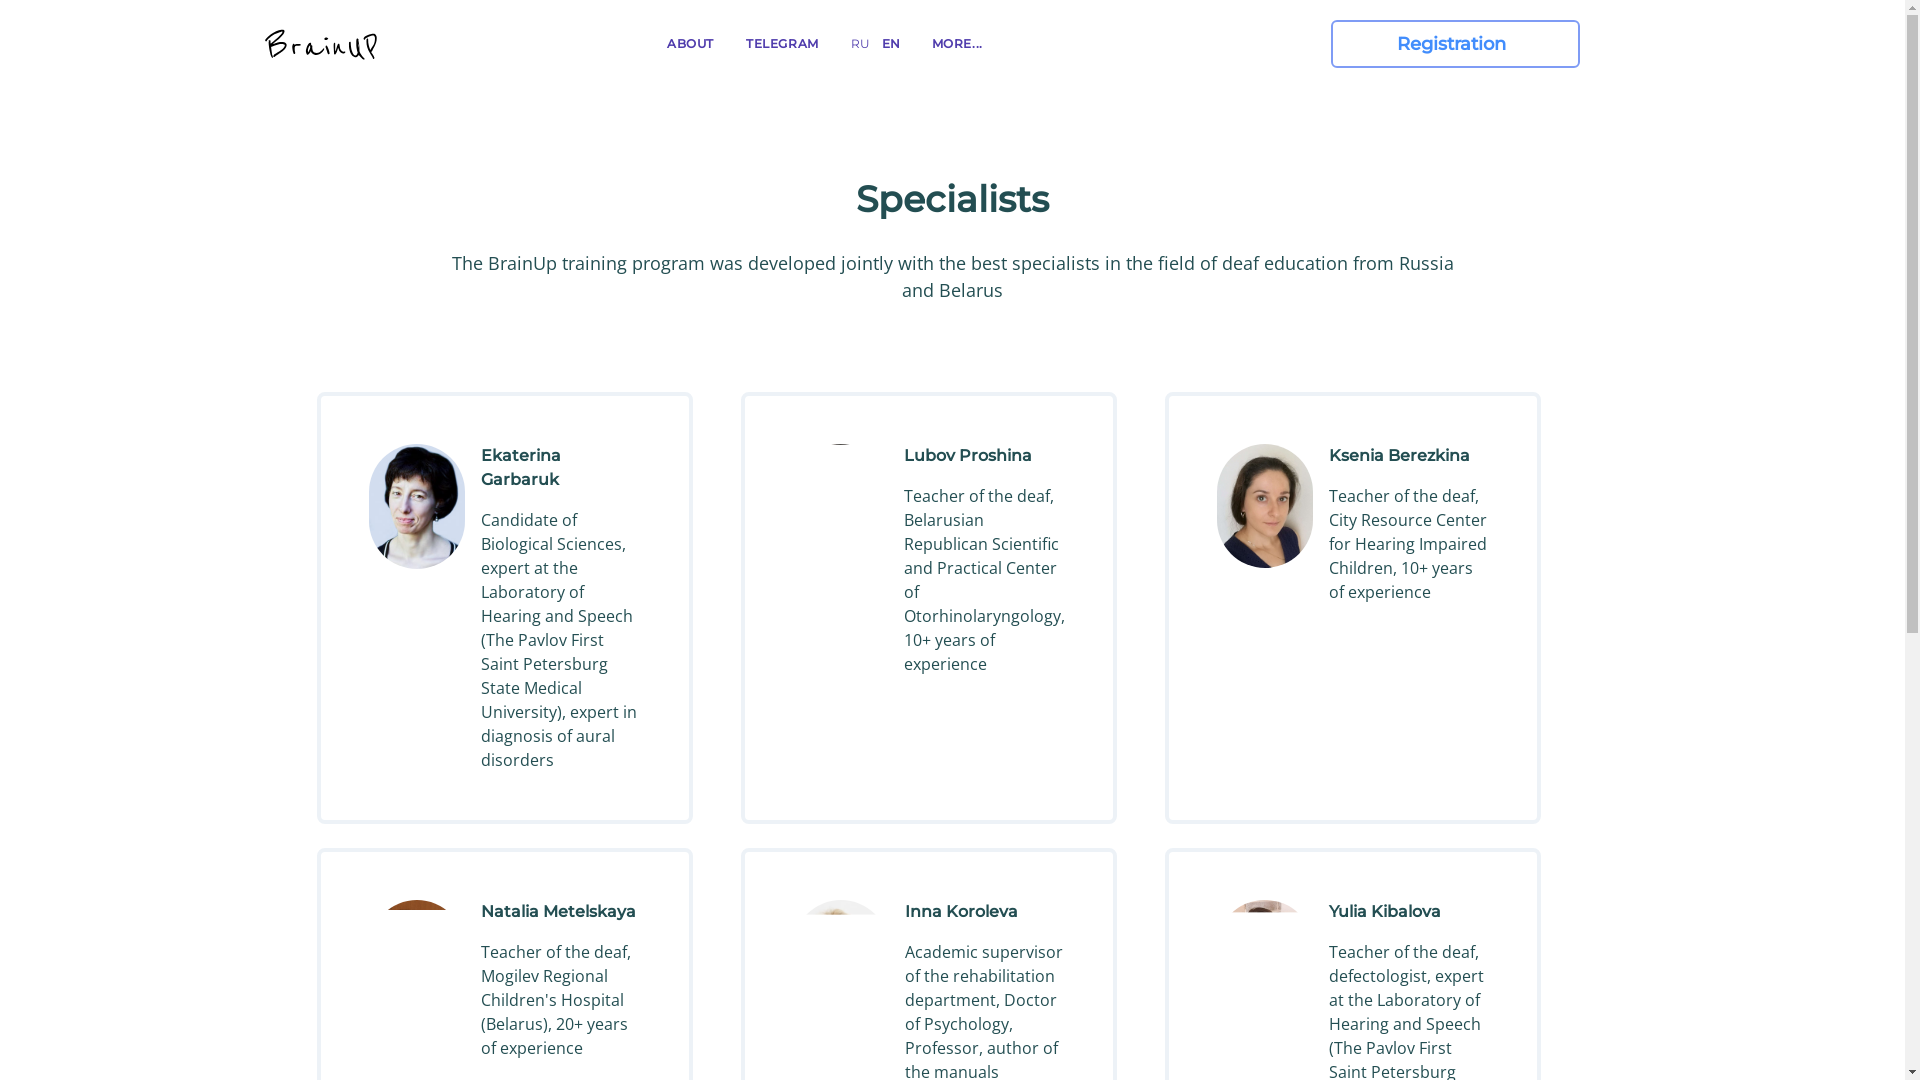 BrainUP
ABOUT
TELEGRAM
RU
EN
MORE...
Registration
Specialists
The BrainUp training program was developed jointly with the best specialists in the field of deaf education from Russia
and Belarus
Ekaterina
Garbaruk
Candidate of
Biological Sciences,
expert at the
Laboratory of
Hearing and Speech
(The Pavlov First
Saint Petersburg
State Medical
University), expert in
diagnosis of aural
disorders
Lubov Proshina
Teacher of the deaf,
Belarusian
Republican Scientific
and Practical Center
of
Otorhinolaryngology,
10+ years of
experience
Ksenia Berezkina
Teacher of the deaf,
City Resource Center
for Hearing Impaired
Children, 10+ years
of experience
Natalia Metelskaya
Teacher of the deaf,
Mogilev Regional
Children's Hospital
(Belarus), 20+ years
of experience
Inna Koroleva
Academic supervisor
of the rehabilitation
department, Doctor
of Psychology,
Professor, author of
the manuals
Yulia Kibalova
Teacher of the deaf,
defectologist, expert
at the Laboratory of
Hearing and Speech
(The Pavlov First
Saint Petersburg